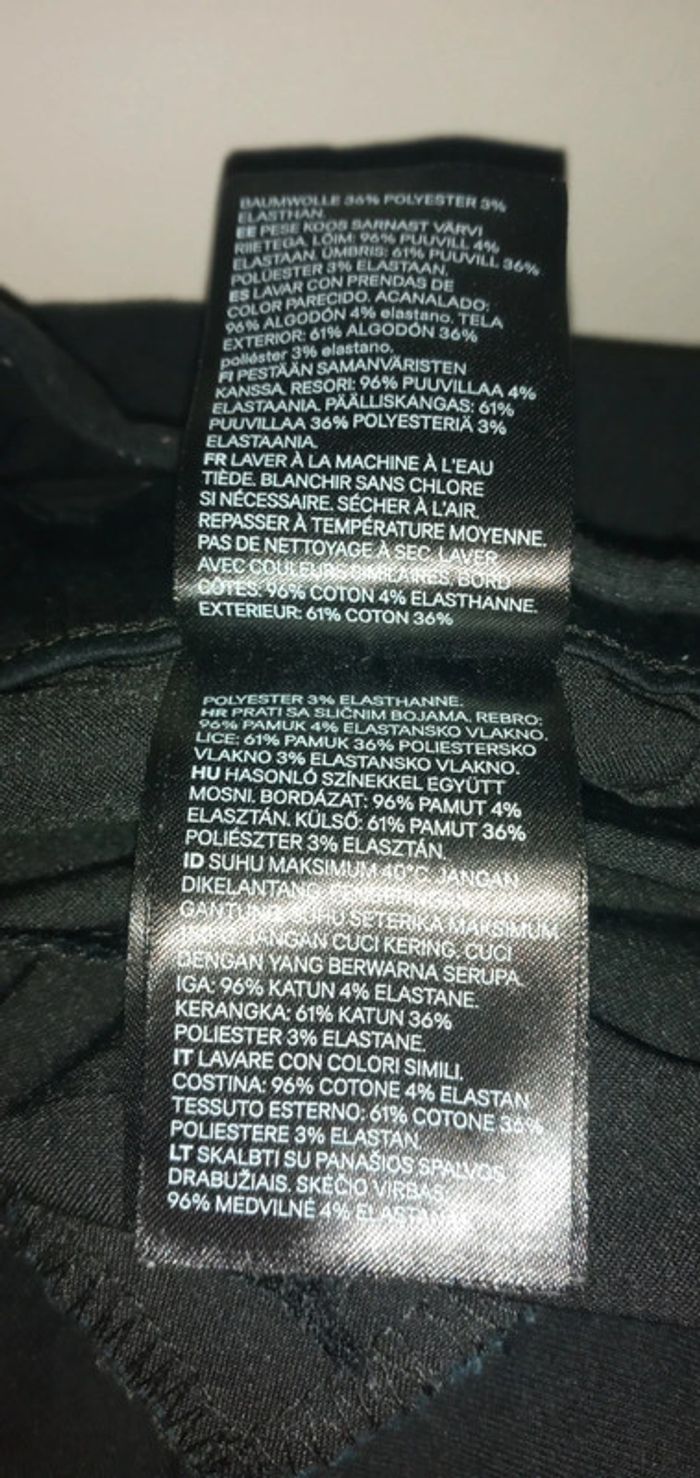 BAUMWOLLE 36% POLYESTER 3%
ELASTHAN.
EE PESE KOOS SARNAST VÄRVI
RIIETEGA. LÕIM: 96% PUUVILL 4%
ELASTAAN. ÜMBRIS: 61% PUUVILL 36%
POLÜESTER 3% ELASTAAN.
ES LAVAR CON PRENDAS DE
COLOR PARECIDO. ACANALADO:
96% ALGODÓN 4% elastano. TELA
EXTERIOR: 61% ALGODÓN 36%
poliéster 3% elastano.
FI PESTÄÄN SAMANVÄRISTEN
KANSSA. RESORI: 96% PUUVILLAA 4%
ELASTAANIA. PÄÄLLISKANGAS: 61%
PUUVILLAA 36% POLYESTERIÄ 3%
ELASTAANIA.
FR LAVER À LA MACHINE À L'EAU
TIÈDE. BLANCHIR SANS CHLORE
SI NÉCESSAIRE. SÉCHER À L'AIR.
REPASSER À TEMPÉRATURE MOYENNE.
PAS DE NETTOYAGE À SEC. LAVER
AVEC COULEURS SIMILAIRES. BORD
CÔTES: 96% COTON 4% ELASTHANNE.
EXTERIEUR: 61% COTON 36%
POLYESTER 3% ELASTHANNE.
HR PRATI SA SLIČNIM BOJAMA. REBRO:
96% PAMUK 4% ELASTANSKO VLAKNO.
LICE: 61% PAMUK 36% POLIESTERSKO
VLAKNO 3% ELASTANSKO VLAKNO.
HU HASONLÓ SZÍNEKKEL EGYÜTT
MOSNI. BORDÁZAT: 96% PAMUT 4%
ELASZTÁN. KÜLSŐ: 61% PAMUT 36%
POLIÉSZTER 3% ELASZTÁN.
ID SUHU MAKSIMUM 40°C. JANGAN
DIKELANTANG.
GANTUNG. SUHU SETERIKA MAKSIMUM
JANGAN CUCI KERING. CUCI
DENGAN YANG BERWARNA SERUPA.
IGA: 96% KATUN 4% ELASTANE.
KERANGKA: 61% KATUN 36%
POLIESTER 3% ELASTANE.
IT LAVARE CON COLORI SIMILI.
COSTINA: 96% COTONE 4% ELASTAN
TESSUTO ESTERNO: 61% COTONE 36%
POLIESTERE 3% ELASTAN
LT SKALBTI SU PANAŠIOS SPALVOS
DRABUŽIAIS. SKĖČIO VIRBAS:
96% MEDVILNĖ 4%